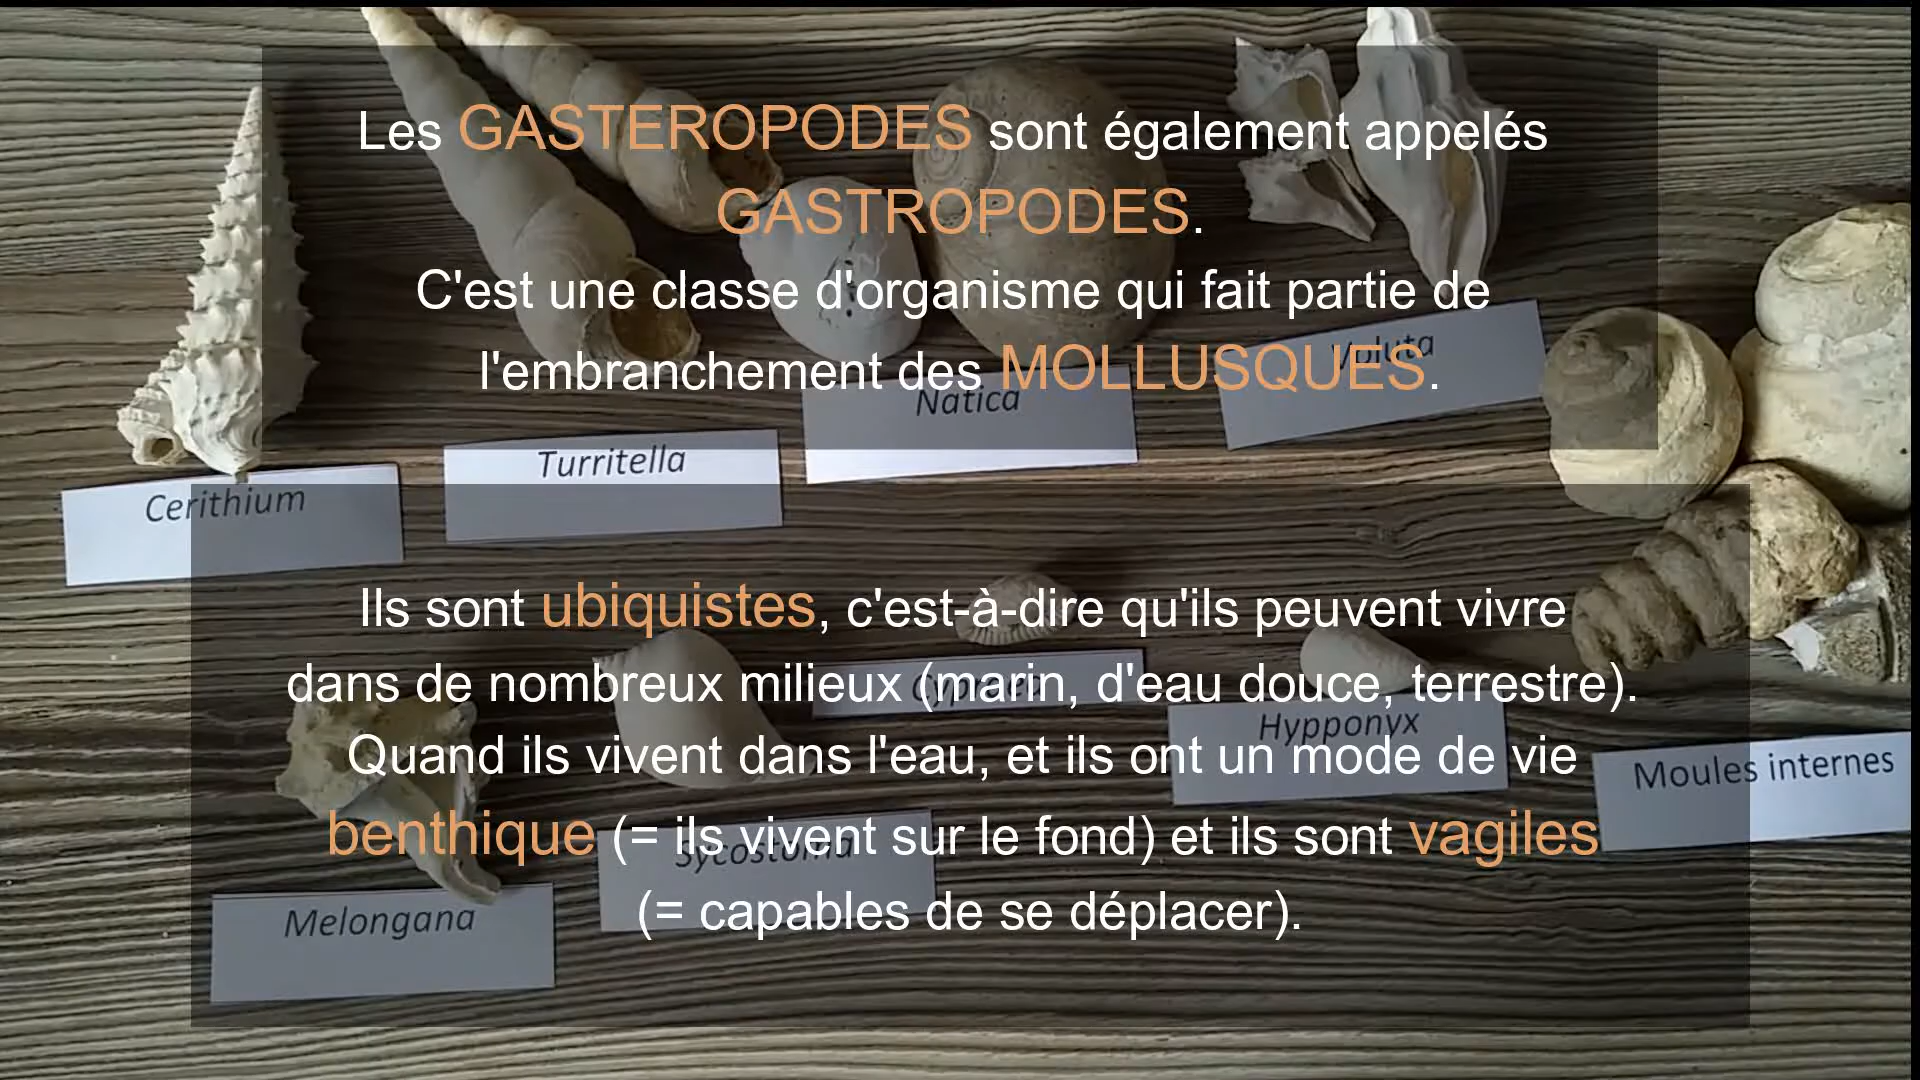 Les GASTEROPODES sont également appelés
GASTROPODES.
C'est une classe d'organisme qui fait partie de
l'embranchement des MOLLUSQUES.
Voluta
Natica
Turritella
Cerithium
Ils sont ubiquistes, c'est-à-dire qu'ils peuvent vivre
dans de nombreux milieux (marin, d'eau douce, terrestre).
Quand ils vivent dans l'eau, et ils ont un mode de vie
benthique (= ils vivent sur le fond) et ils sont vagiles
(= capables de se déplacer).
Hypponyx
Moules internes
Sycostoma
Melongana